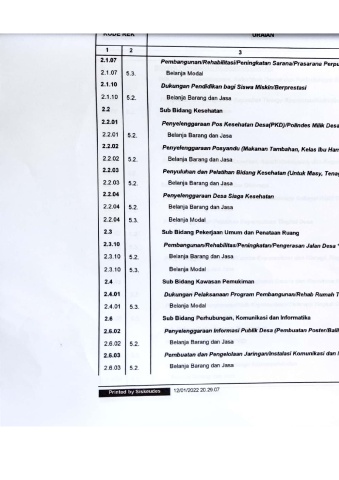 KODE REK URAIAN
1 2 3
2.1.07 Pembangunan/Rehabilitasi/Peningkatan Sarana/Prasarana Perpu
2.1.07 5.3. Belanja Modal
2.1.10 Dukungan Pendidikan bagi Siswa Miskin/Berprestasi
2.1.10 5.2. Belanja Barang dan Jasa
2.2 Sub Bidang Kesehatan
2.2.01 Penyelenggaraan Pos Kesehatan Desa(PKD)/Polindes Milik Desa
2.2.01 5.2. Belanja Barang dan Jasa
2.2.02 Penyelenggaraan Posyandu (Makanan Tambahan, Kelas Ibu Ham
2.2.02 5.2. Belanja Barang dan Jasa
2.2.03 Penyuluhan dan Pelatihan Bidang Kesehatan (Untuk Masy, Tenag
2.2.03 5.2. Belanja Barang dan Jasa
2.2.04 Penyelenggaraan Desa Siaga Kesehatan
2.2.04 5.2. Belanja Barang dan Jasa
2.2.04 5.3. Belanja Modal
2.3 Sub Bidang Pekerjaan Umum dan Penataan Ruang
2.3.10 Pembangunan/Rehabilitas/Peningkatan/Pengerasan Jalan Desa
2.3.10 5.2. Belanja Barang dan Jasa
2.3.10 5.3. Belanja Modal
2.4 Sub Bidang Kawasan Pemukiman
2.4.01 Dukungan Pelaksanaan Program Pembangunan/Rehab Rumah T
2.4.01 5.3. Belanja Modal
2.6 Sub Bidang Perhubungan, Komunikasi dan Informatika
2.6.02 Penyelenggaraan Informasi Publik Desa (Pembuatan Poster/Bali
2.6.02 5.2. Belanja Barang dan Jasa
2.6.03 Pembuatan dan Pengelolaan Jaringan/Instalasi Komunikasi dan
2.6.03 5.2. Belanja Barang dan Jasa
Printed by Siskeudes 12/01/2022 20.29.07